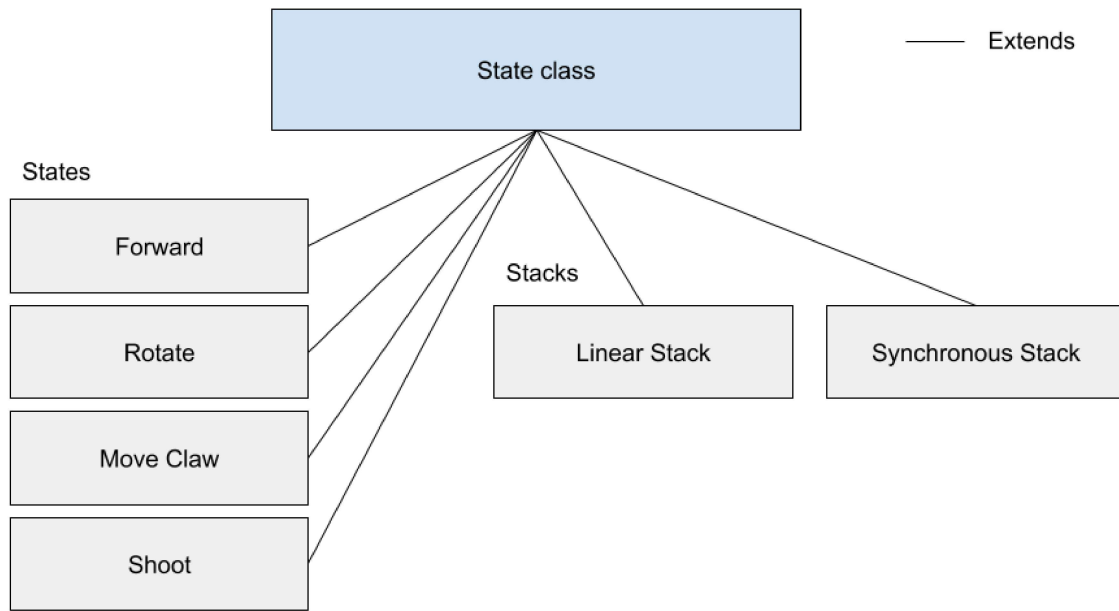 State class
Extends
States
Forward
Stacks
Rotate
Linear Stack
Synchronous Stack
Move Claw
Shoot